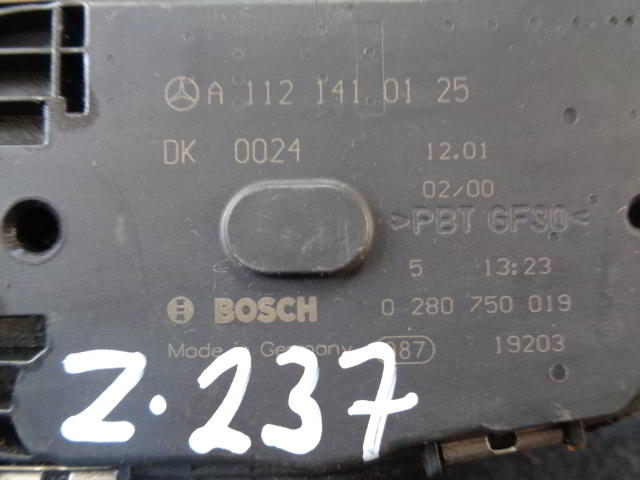 A 112 141 01 25
DK 0024 12.01
02/00
>PBT GF30<
5 13:23
BOSCH 0 280 750 019
Made in Germany 087 19203
Z.237